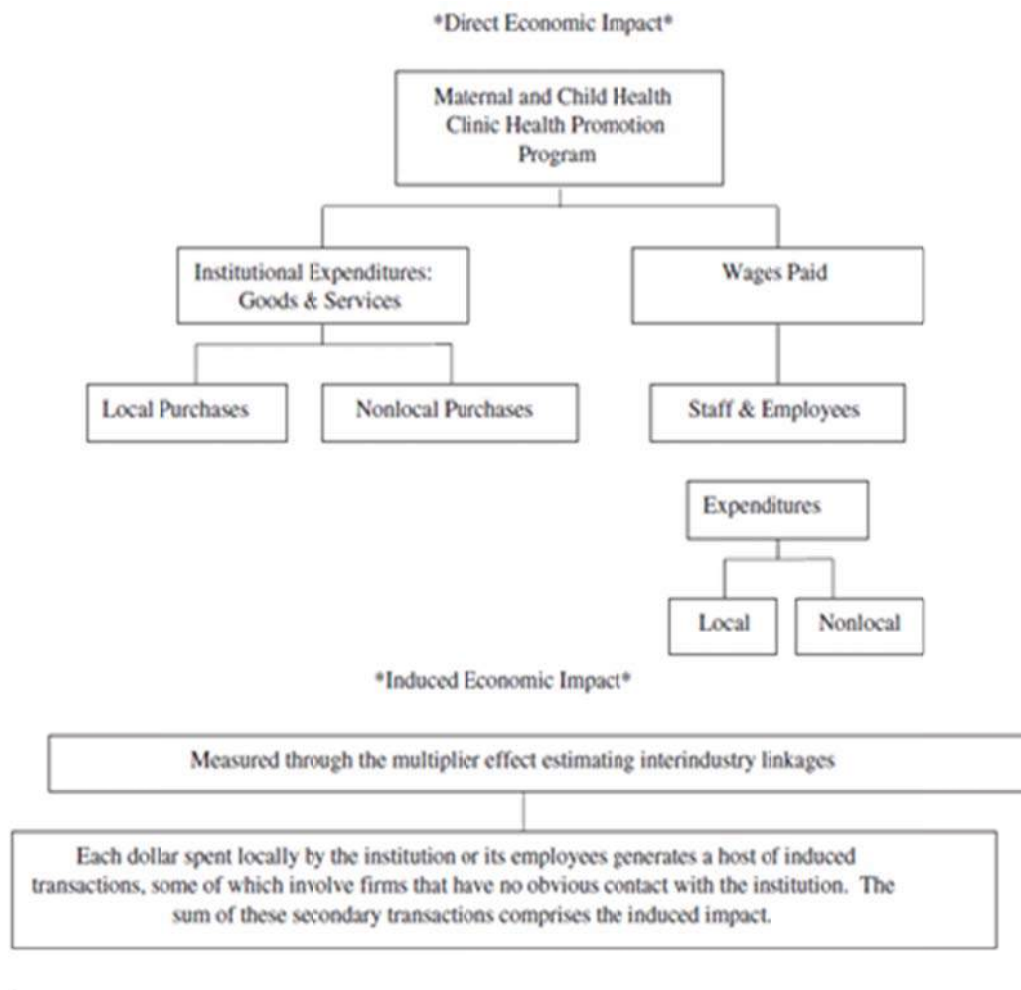 *Direct Economic Impact*
Maternal and Child Health
Clinic Health Promotion
Program
Institutional Expenditures:
Goods & Services
Wages Paid
Local Purchases
Nonlocal Purchases
Staff & Employees
Expenditures
Local
Nonlocal
*Induced Economic Impact*
Measured through the multiplier effect estimating interindustry linkages
Each dollar spent locally by the institution or its employees generates a host of induced
transactions, some of which involve firms that have no obvious contact with the institution. The
sum of these secondary transactions comprises the induced impact.